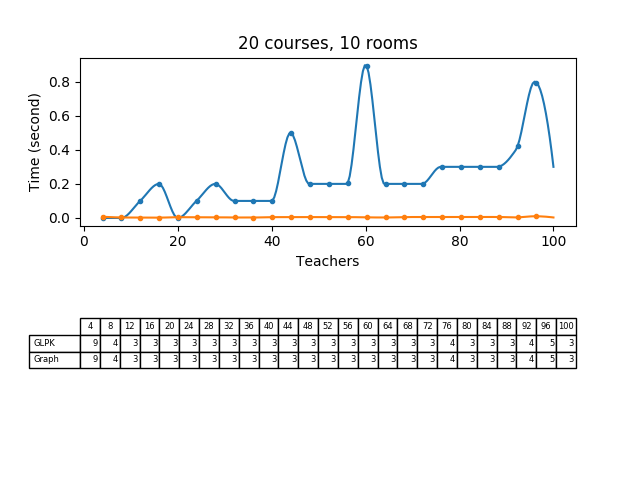 20 courses, 10 rooms
Time (second)
0.8
0.6
0.4
0.2
0.0
0 20 40 60 80 100
Teachers
4 8 12 16 20 24 28 32 36 40 44 48 52 56 60 64 68 72 76 80 84 88 92 96 100
GLPK 9 4 3 3 3 3 3 3 3 3 3 3 3 3 3 3 3 3 4 3 3 3 4 5 3
Graph 9 4 3 3 3 3 3 3 3 3 3 3 3 3 3 3 3 3 4 3 3 3 4 5 3